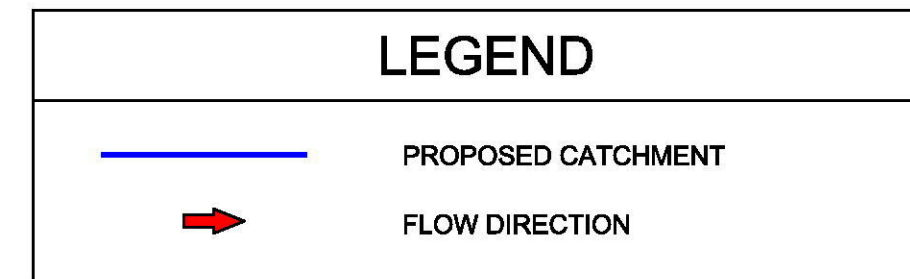 LEGEND
PROPOSED CATCHMENT
FLOW DIRECTION